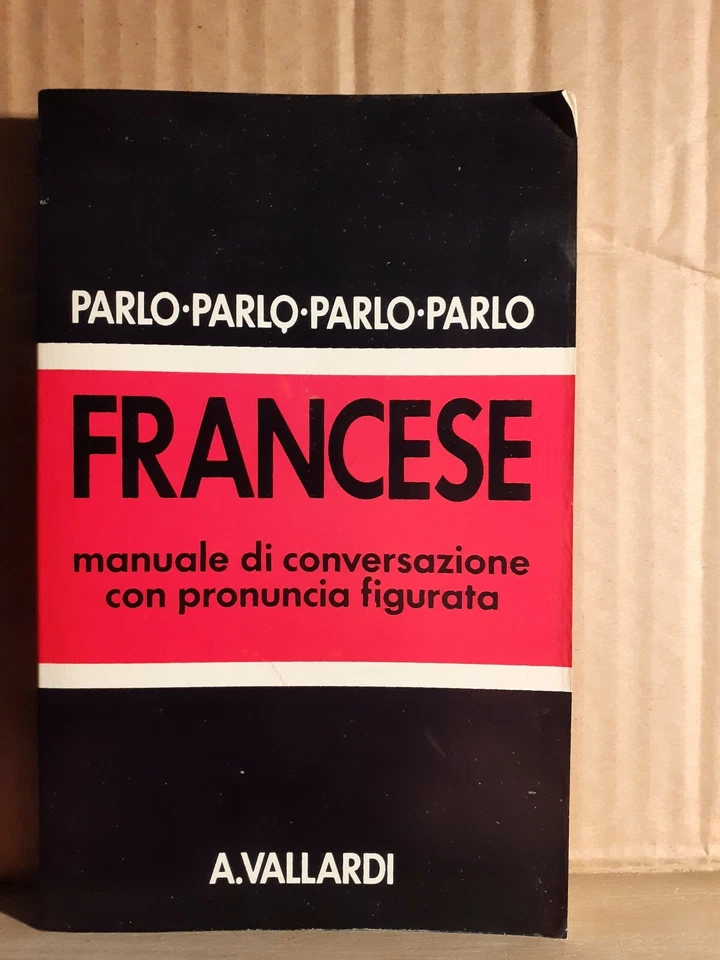 PARLO·PARLO·PARLO·PARLO
FRANCESE
manuale di conversazione
con pronuncia figurata
A.VALLARDI